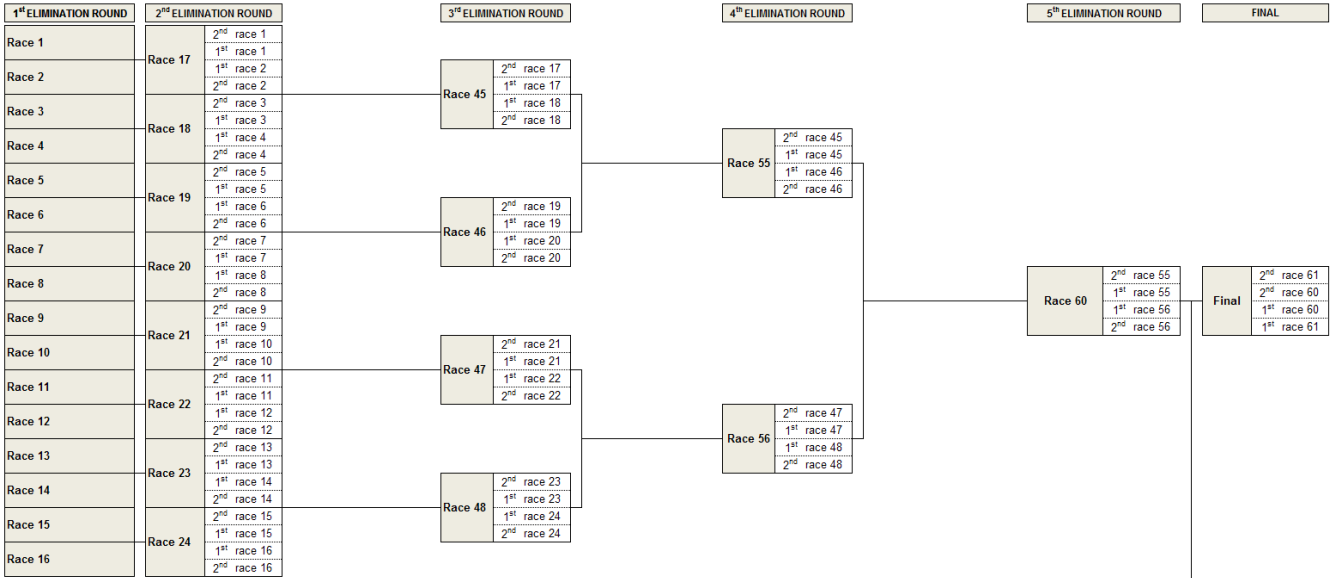 1st ELIMINATION ROUND
2nd ELIMINATION ROUND
3rd ELIMINATION ROUND
4th ELIMINATION ROUND
5th ELIMINATION ROUND
FINAL
Race 1
Race 2
Race 3
Race 4
Race 5
Race 6
Race 7
Race 8
Race 9
Race 10
Race 11
Race 12
Race 13
Race 14
Race 15
Race 16
Race 17
2nd race 1
1st race 1
1st race 2
2nd race 2
Race 18
2nd race 3
1st race 3
1st race 4
2nd race 4
Race 19
2nd race 5
1st race 5
1st race 6
2nd race 6
Race 20
2nd race 7
1st race 7
1st race 8
2nd race 8
Race 21
2nd race 9
1st race 9
1st race 10
2nd race 10
Race 22
2nd race 11
1st race 11
1st race 12
2nd race 12
Race 23
2nd race 13
1st race 13
1st race 14
2nd race 14
Race 24
2nd race 15
1st race 15
1st race 16
2nd race 16
Race 45
2nd race 17
1st race 17
1st race 18
2nd race 18
Race 46
2nd race 19
1st race 19
1st race 20
2nd race 20
Race 47
2nd race 21
1st race 21
1st race 22
2nd race 22
Race 48
2nd race 23
1st race 23
1st race 24
2nd race 24
Race 55
2nd race 45
1st race 45
1st race 46
2nd race 46
Race 56
2nd race 47
1st race 47
1st race 48
2nd race 48
Race 60
2nd race 55
1st race 55
1st race 56
2nd race 56
Final
2nd race 61
2nd race 60
1st race 60
1st race 61